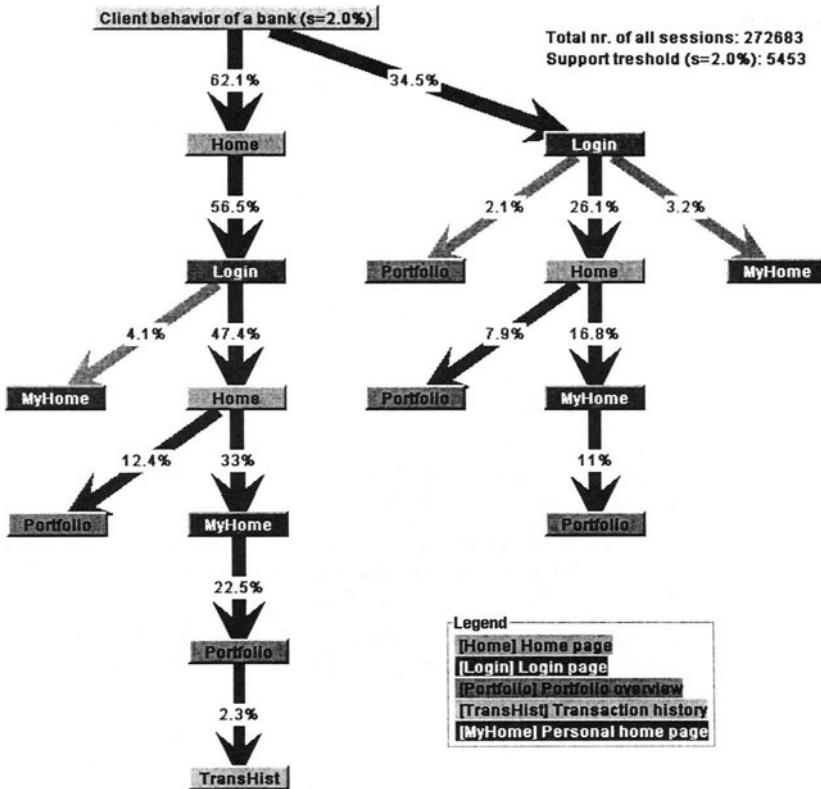 Client behavior of a bank (s=2.0%)
Total nr. of all sessions: 272683
Support treshold (s=2.0%): 5453
62.1%
34.5%
Home
Login
56.5%
2.1%
26.1%
3.2%
Login
Portfolio
Home
MyHome
4.1%
47.4%
7.9%
16.8%
MyHome
Home
Portfolio
MyHome
12.4%
33%
11%
Portfolio
MyHome
Portfolio
22.5%
Portfolio
2.3%
TransHist
Legend
[Home] Home page
[Login] Login page
[Portfolio] Portfolio overview
[TransHist] Transaction history
[MyHome] Personal home page